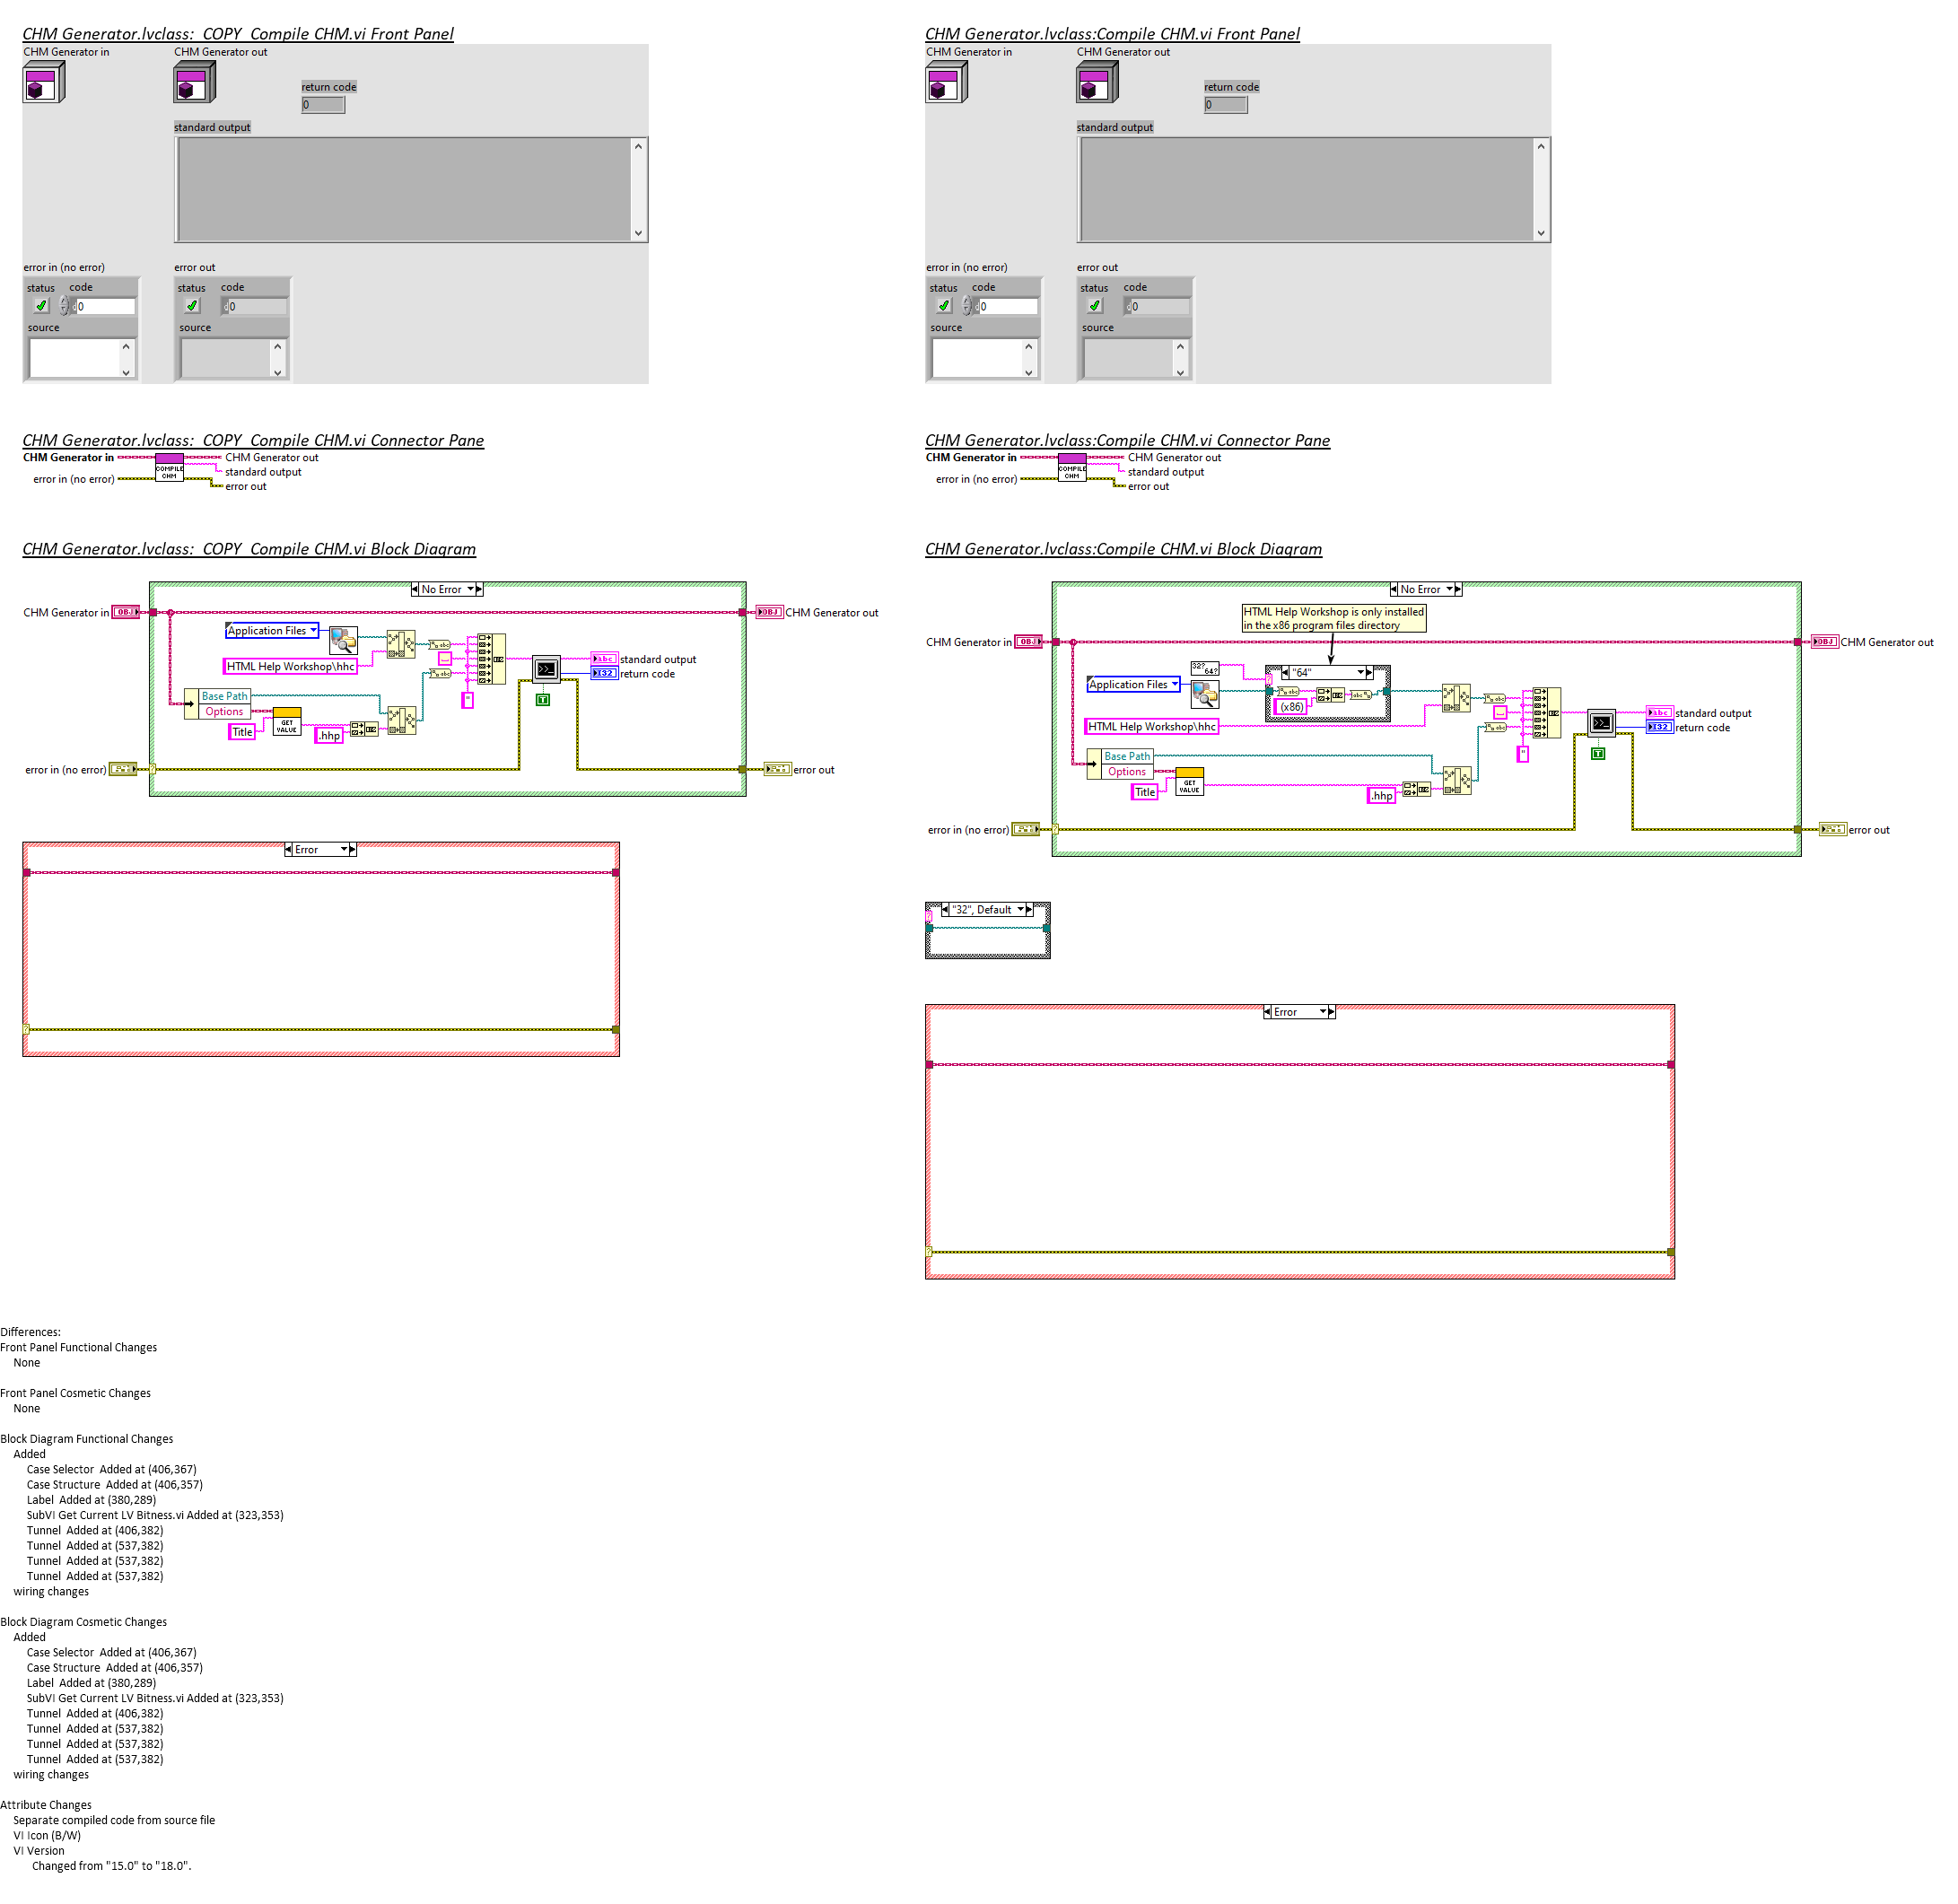 CHM Generator.lvclass:  COPY  Compile CHM.vi Front Panel
CHM Generator in
CHM Generator out
return code
0
standard output
error in (no error)
error out
status
code
0
source
status
code
0
source
CHM Generator.lvclass:  COPY  Compile CHM.vi Connector Pane
CHM Generator in
COMPILE
CHM
CHM Generator out
standard output
error in (no error)
error out
CHM Generator.lvclass:  COPY  Compile CHM.vi Block Diagram
No Error
CHM Generator in
OBJ
OBJ
CHM Generator out
Application Files
HTML Help Workshop\hhc
abc
standard output
I32
return code
Base Path
Options
Title
GET
VALUE
.hhp
"
T
error in (no error)
error out
Error
CHM Generator.lvclass:Compile CHM.vi Front Panel
CHM Generator in
CHM Generator out
return code
0
standard output
error in (no error)
error out
status
code
0
source
status
code
0
source
CHM Generator.lvclass:Compile CHM.vi Connector Pane
CHM Generator in
COMPILE
CHM
CHM Generator out
standard output
error in (no error)
error out
CHM Generator.lvclass:Compile CHM.vi Block Diagram
No Error
HTML Help Workshop is only installed
in the x86 program files directory
CHM Generator in
OBJ
OBJ
CHM Generator out
32?
64?
"64"
Application Files
(x86)
HTML Help Workshop\hhc
abc
standard output
I32
return code
Base Path
Options
Title
GET
VALUE
.hhp
"
T
error in (no error)
error out
"32", Default
Error
Differences:
Front Panel Functional Changes
None
Front Panel Cosmetic Changes
None
Block Diagram Functional Changes
Added
Case Selector  Added at (406,367)
Case Structure  Added at (406,357)
Label  Added at (380,289)
SubVI Get Current LV Bitness.vi Added at (323,353)
Tunnel  Added at (406,382)
Tunnel  Added at (537,382)
Tunnel  Added at (537,382)
Tunnel  Added at (537,382)
wiring changes
Block Diagram Cosmetic Changes
Added
Case Selector  Added at (406,367)
Case Structure  Added at (406,357)
Label  Added at (380,289)
SubVI Get Current LV Bitness.vi Added at (323,353)
Tunnel  Added at (406,382)
Tunnel  Added at (537,382)
Tunnel  Added at (537,382)
Tunnel  Added at (537,382)
wiring changes
Attribute Changes
Separate compiled code from source file
VI Icon (B/W)
VI Version
Changed from "15.0" to "18.0".